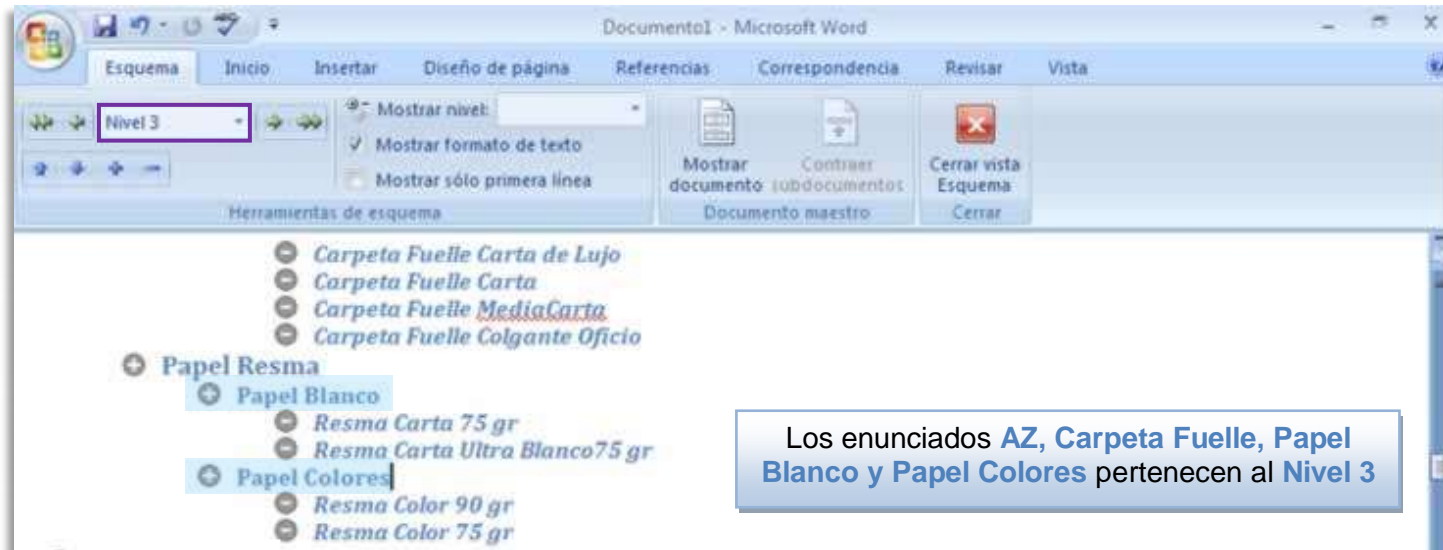 Documento1 - Microsoft Word
Esquema Inicio Insertar Diseño de página Referencias Correspondencia Revisar Vista
Nivel 3
Mostrar nivel:
Mostrar formato de texto
Mostrar sólo primera línea
Herramientas de esquema
Mostrar documento
Contraer subdocumentos
Documento maestro
Cerrar vista Esquema
Cerrar
Carpeta Fuelle Carta de Lujo
Carpeta Fuelle Carta
Carpeta Fuelle MediaCarta
Carpeta Fuelle Colgante Oficio
Papel Resma
Papel Blanco
Resma Carta 75 gr
Resma Carta Ultra Blanco75 gr
Papel Colores
Resma Color 90 gr
Resma Color 75 gr
Los enunciados AZ, Carpeta Fuelle, Papel
Blanco y Papel Colores pertenecen al Nivel 3